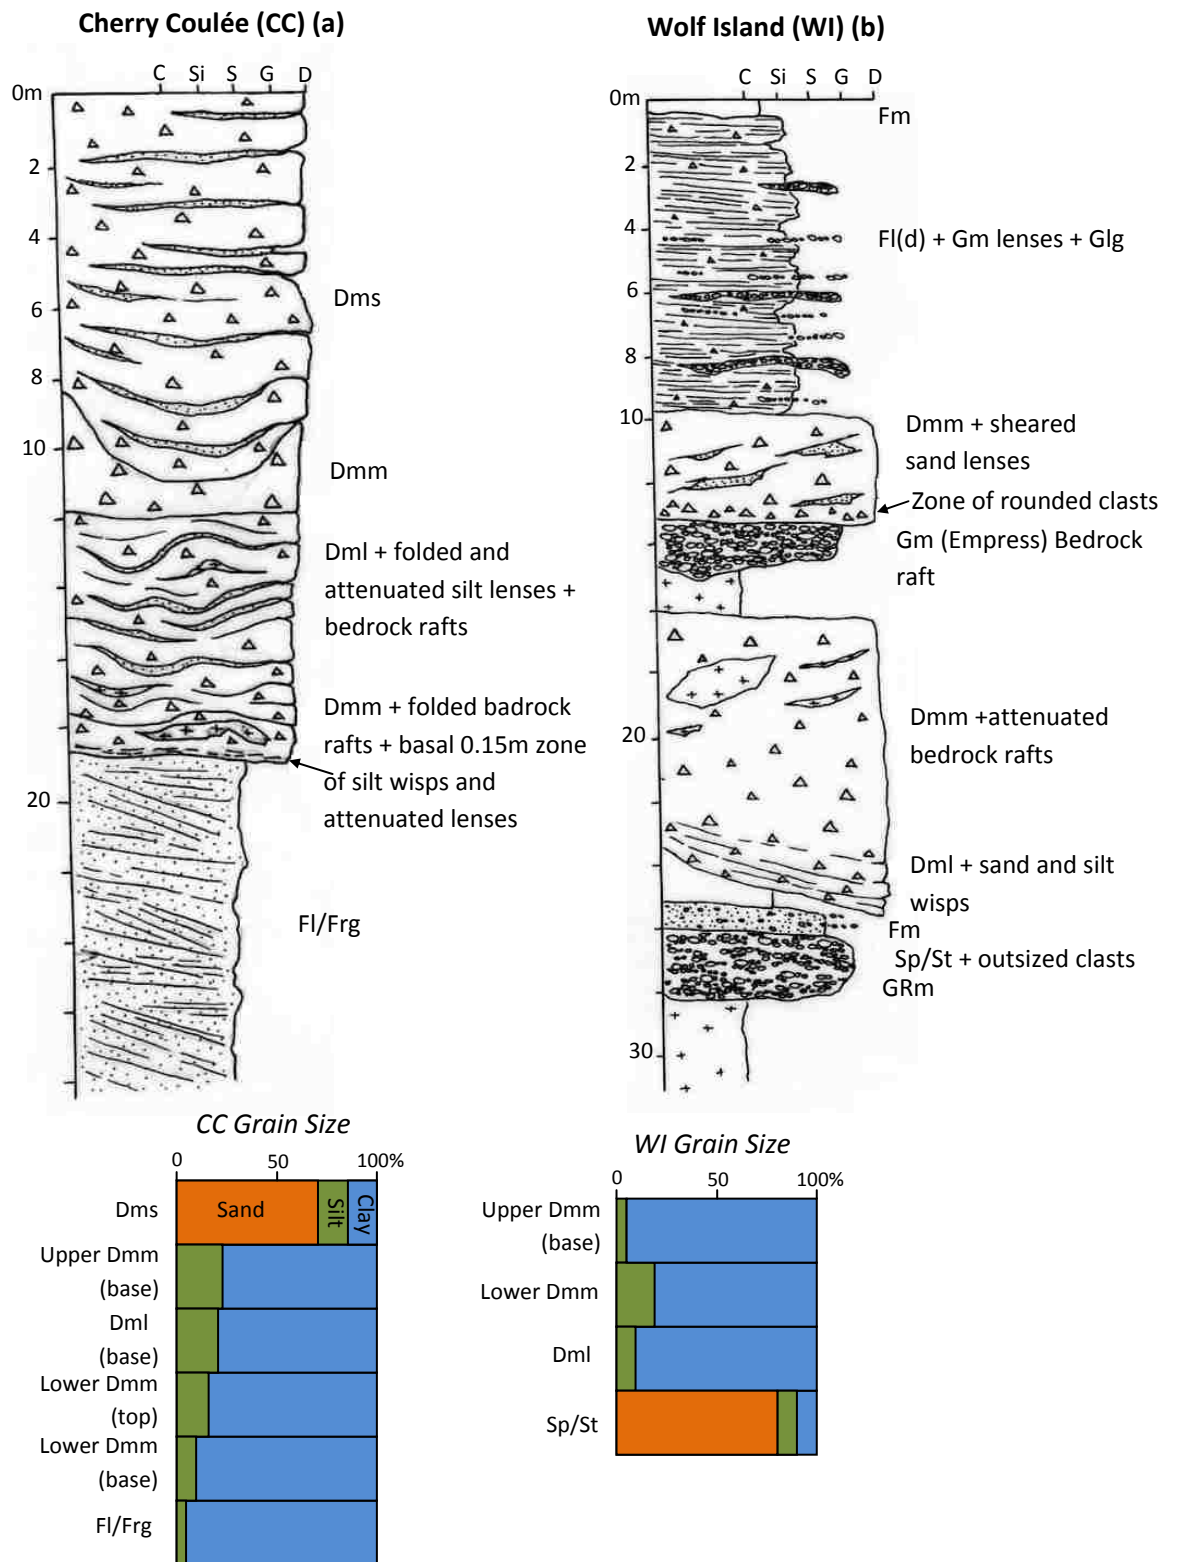 Cherry Coulée (CC) (a)
C Si S G D
0m
2
4
6
8
10
20
Dms
Dmm
Dml + folded and
attenuated silt lenses +
bedrock rafts
Dmm + folded badrock
rafts + basal 0.15m zone
of silt wisps and
attenuated lenses
Fl/Frg
Wolf Island (WI) (b)
C Si S G D
0m
2
4
6
8
10
20
30
Fm
Fl(d) + Gm lenses + Glg
Dmm + sheared
sand lenses
Zone of rounded clasts
Gm (Empress) Bedrock
raft
Dmm +attenuated
bedrock rafts
Dml + sand and silt
wisps
Fm
Sp/St + outsized clasts
GRm
CC Grain Size
0 50 100%
Dms
Sand
Silt
Clay
Upper Dmm
(base)
Dml
(base)
Lower Dmm
(top)
Lower Dmm
(base)
Fl/Frg
WI Grain Size
0 50 100%
Upper Dmm
(base)
Lower Dmm
Dml
Sp/St